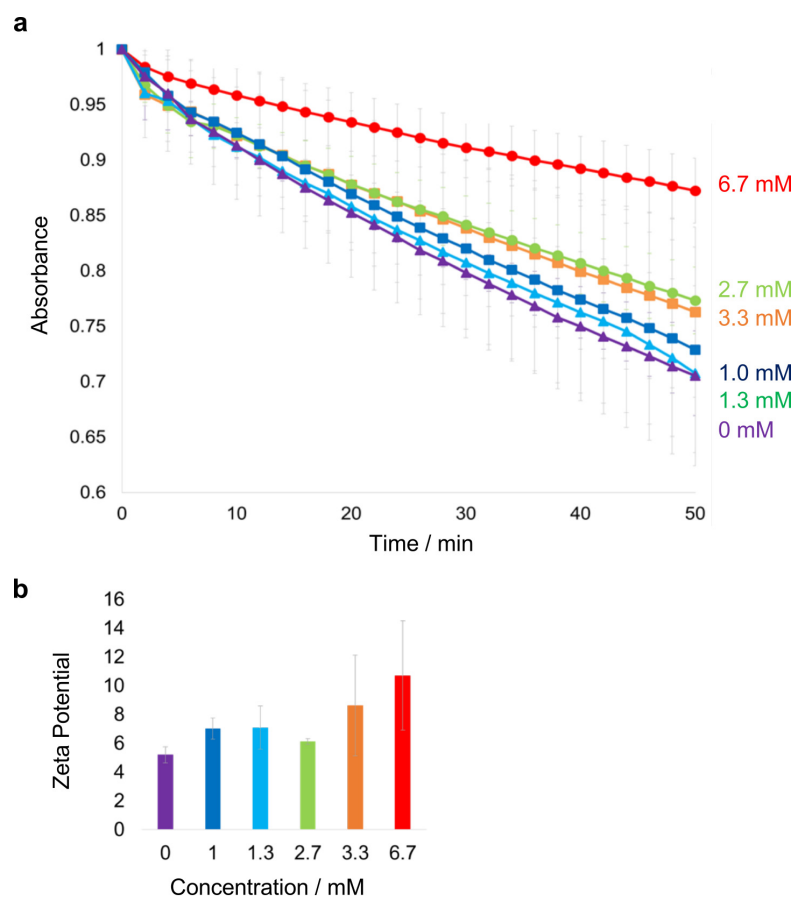 a
1
0.95
0.9
0.85
0.8
0.75
0.7
0.65
0.6
Absorbance
0 10 20 30 40 50
Time / min
6.7 mM
2.7 mM
3.3 mM
1.0 mM
1.3 mM
0 mM
b
16
14
12
10
8
6
4
2
0
Zeta Potential
0 1 1.3 2.7 3.3 6.7
Concentration / mM